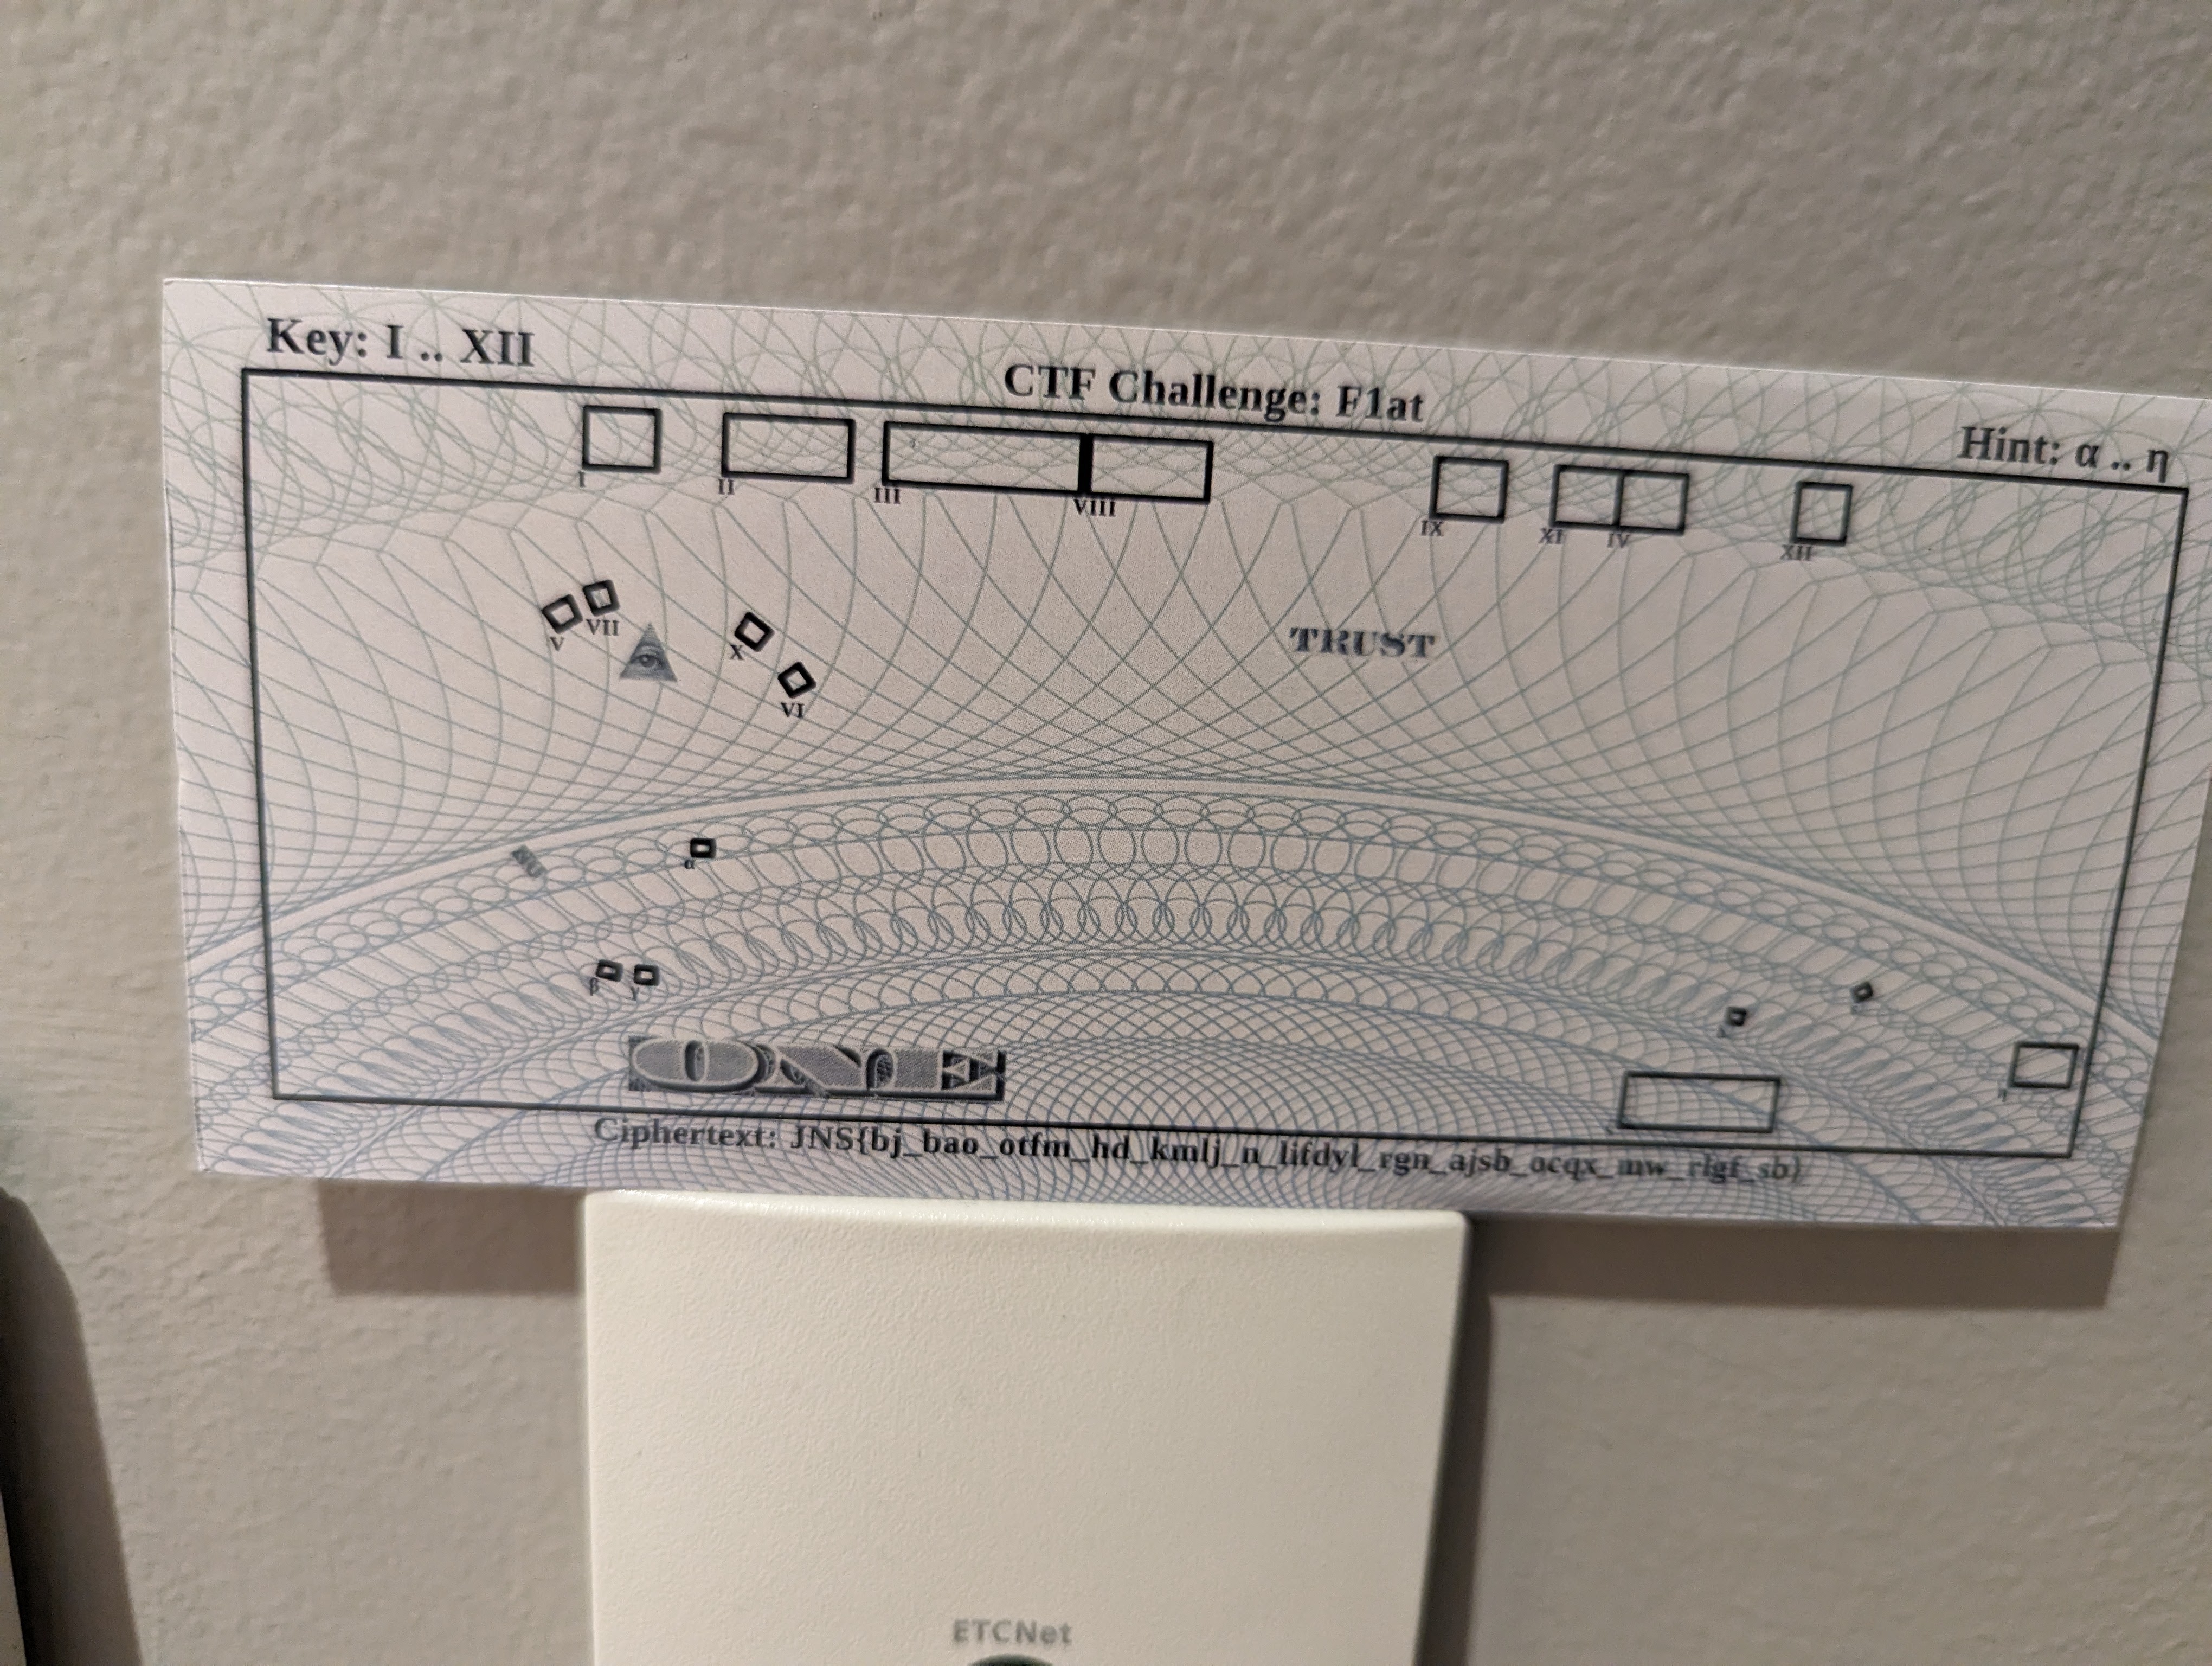 Key: I .. XII
CTF Challenge: F1at
Hint: α .. η
I
II
III
VIII
IX
XI
IV
XII
V
VII
X
VI
TRUST
α
β
γ
η
ONE
Ciphertext: JNS{bj_bao_otfm_hd_kmlj_n_lifdyl_rgn_ajsb_ocqx_mw_rlgf_sb}
ETCNet